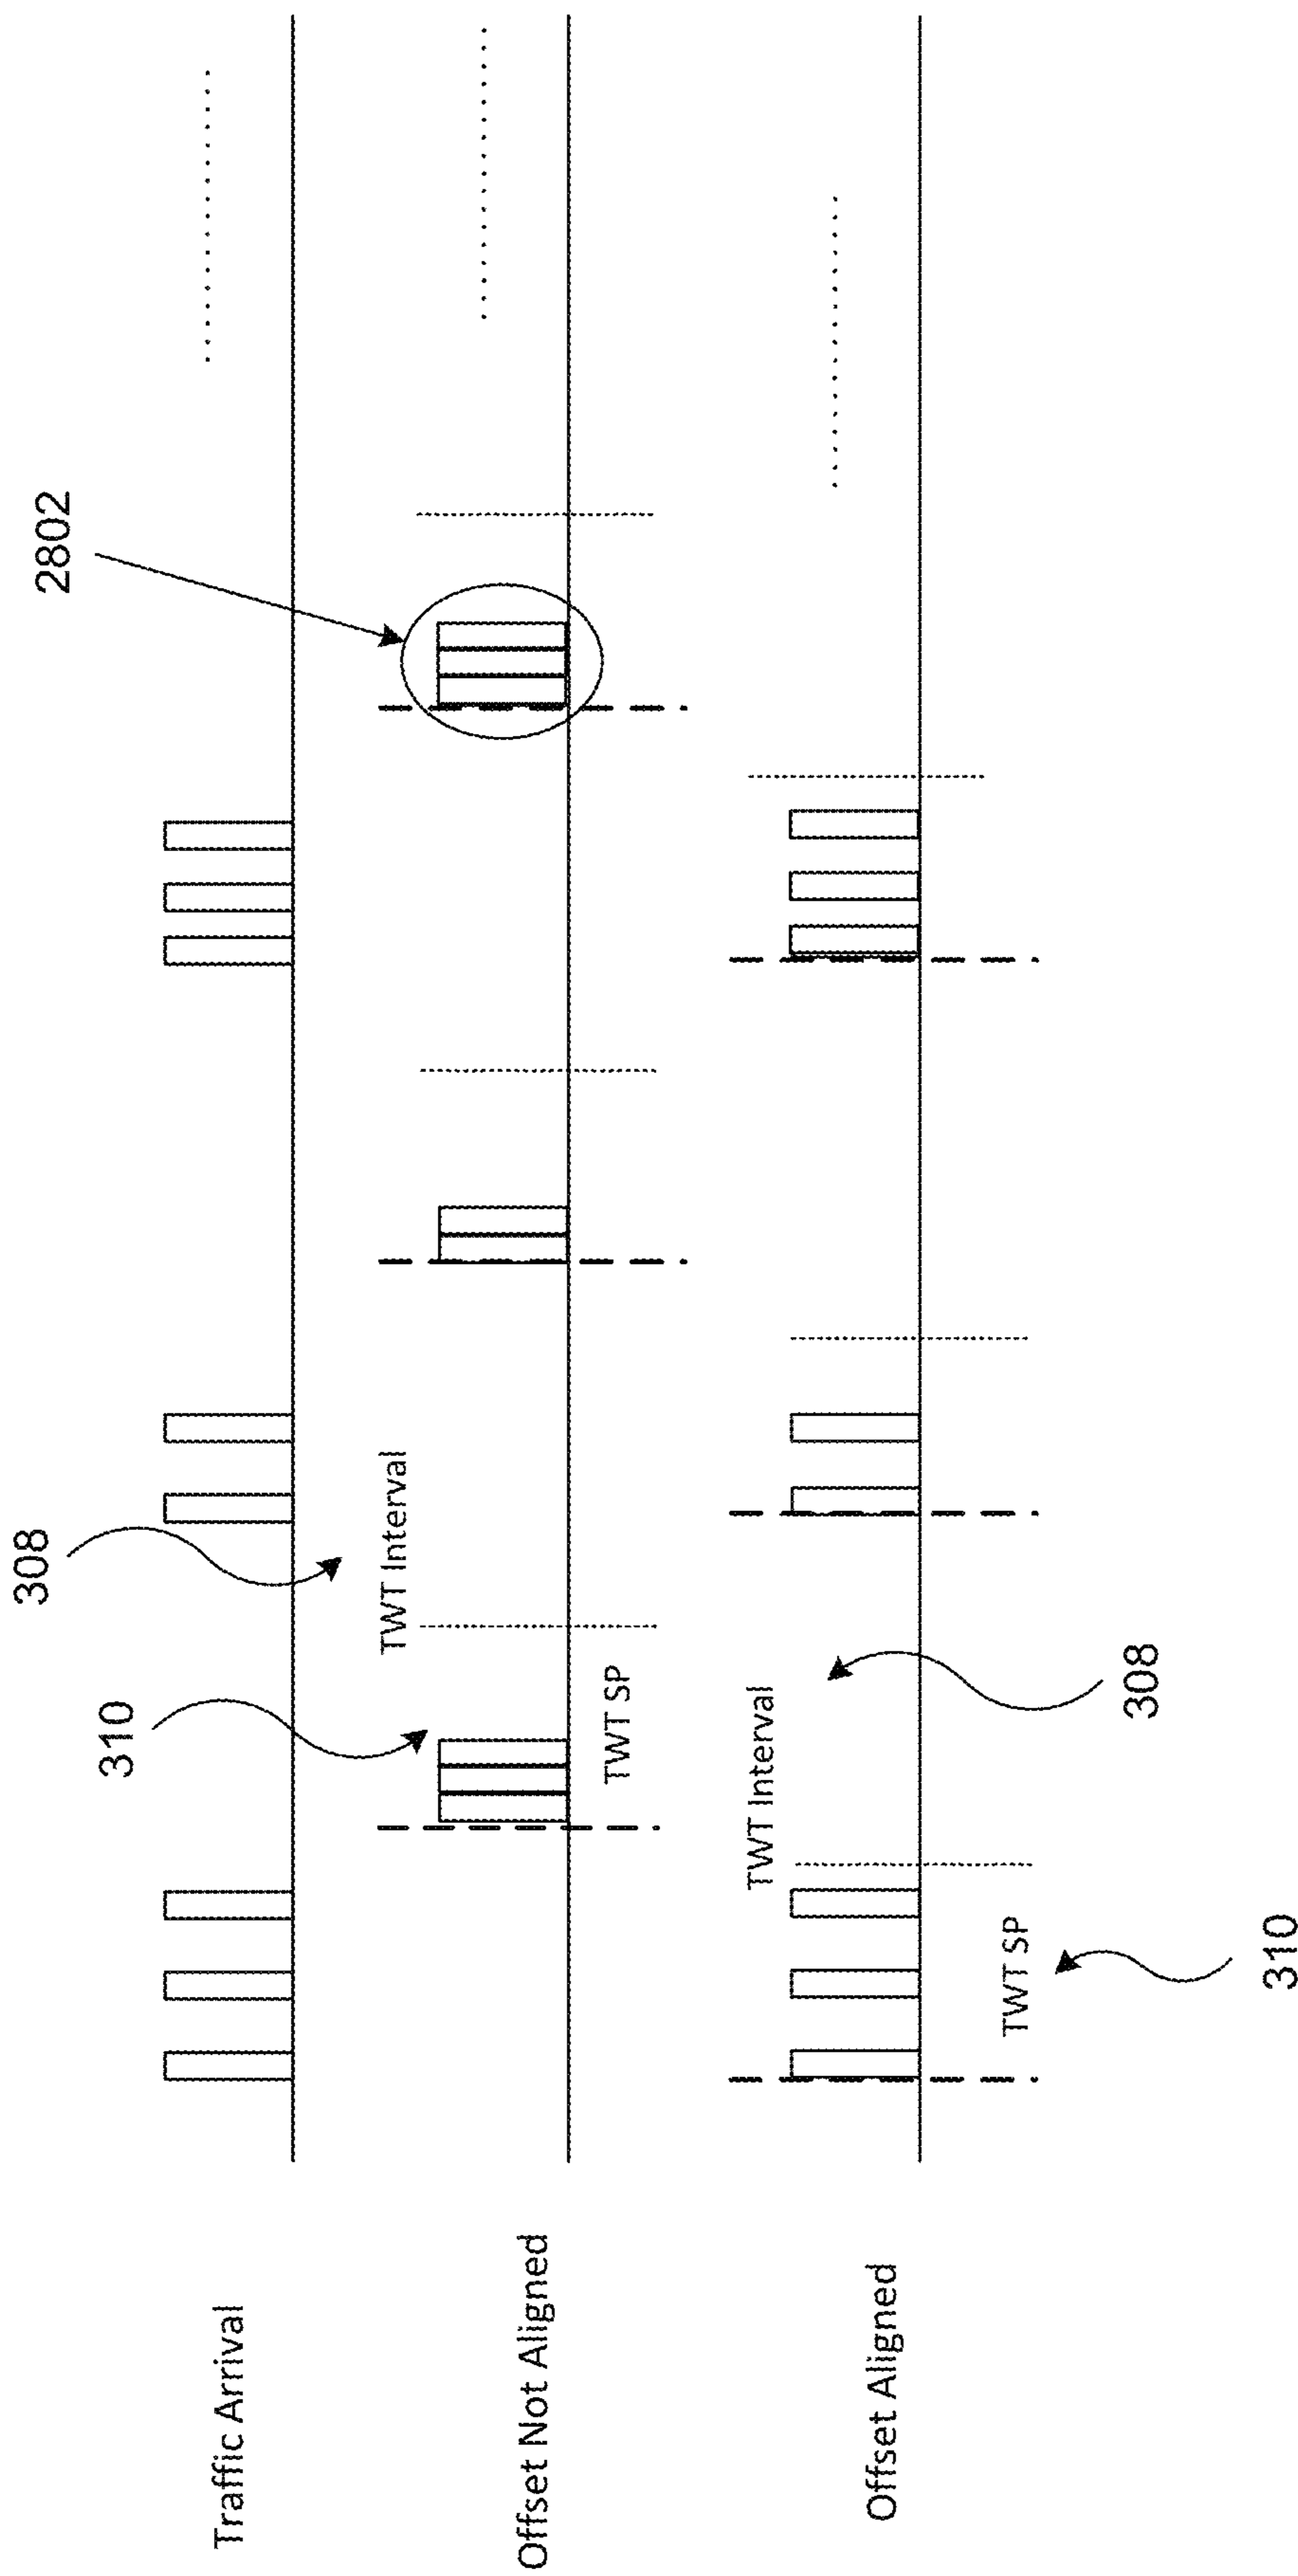 2802
308
310
Traffic Arrival
TWT Interval
TWT SP
Offset Not Aligned
TWT Interval
308
TWT SP
310
Offset Aligned